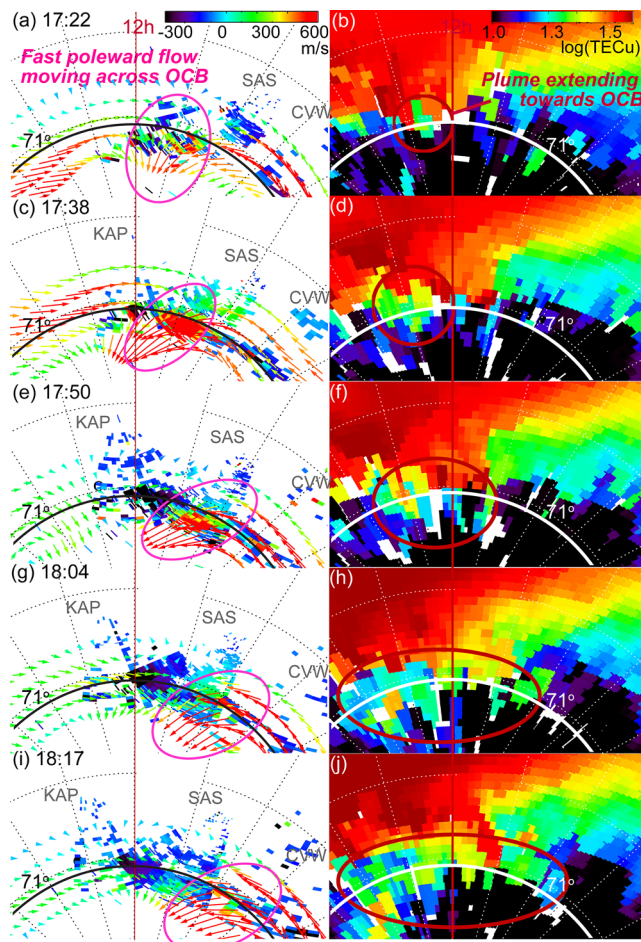 (a) 17:22
12h
-300 0 300 600
m/s
Fast poleward flow
moving across OCB
SAS
CVW
71°
(b)
12h
1.0 1.5
log(TECu)
Plume extending
towards OCB
71°
(c) 17:38
KAP
SAS
CVW
71°
(d)
71°
(e) 17:50
KAP
SAS
CVW
71°
(f)
71°
(g) 18:04
KAP
SAS
CVW
71°
(h)
71°
(i) 18:17
KAP
SAS
CVW
71°
(j)
71°